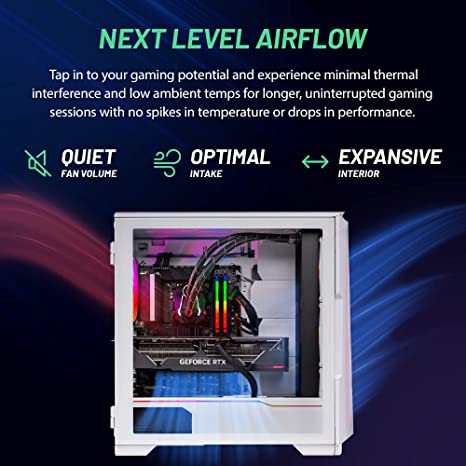 NEXT LEVEL AIRFLOW
Tap in to your gaming potential and experience minimal thermal
interference and low ambient temps for longer, uninterrupted gaming
sessions with no spikes in temperature or drops in performance.
QUIET
FAN VOLUME
OPTIMAL
INTAKE
EXPANSIVE
INTERIOR
GEFORCE RTX